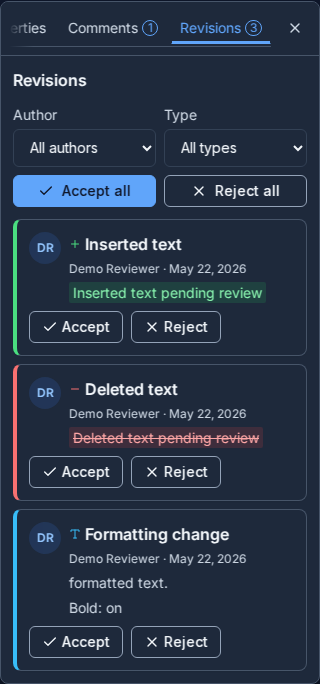 erties Comments 1 Revisions 3
Revisions
Author Type
All authors All types
Accept all Reject all
DR Inserted text
Demo Reviewer · May 22, 2026
Inserted text pending review
Accept Reject
DR Deleted text
Demo Reviewer · May 22, 2026
Deleted text pending review
Accept Reject
DR Formatting change
Demo Reviewer · May 22, 2026
formatted text.
Bold: on
Accept Reject